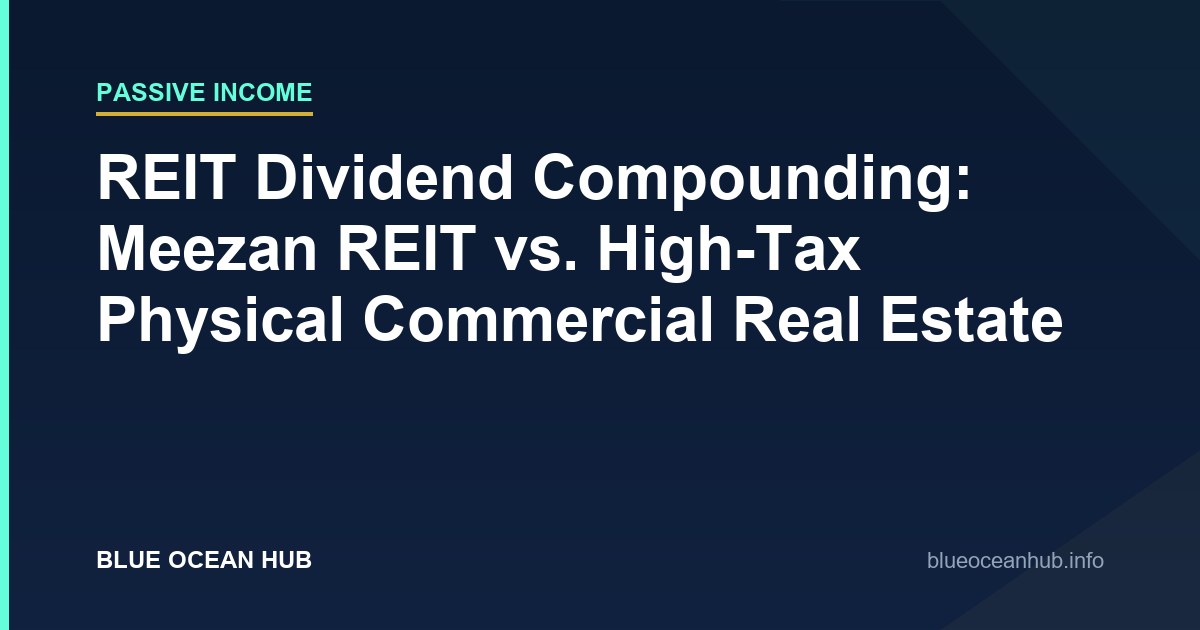 PASSIVE INCOME
REIT Dividend Compounding:
Meezan REIT vs. High-Tax
Physical Commercial Real Estate
BLUE OCEAN HUB
blueoceanhub.info